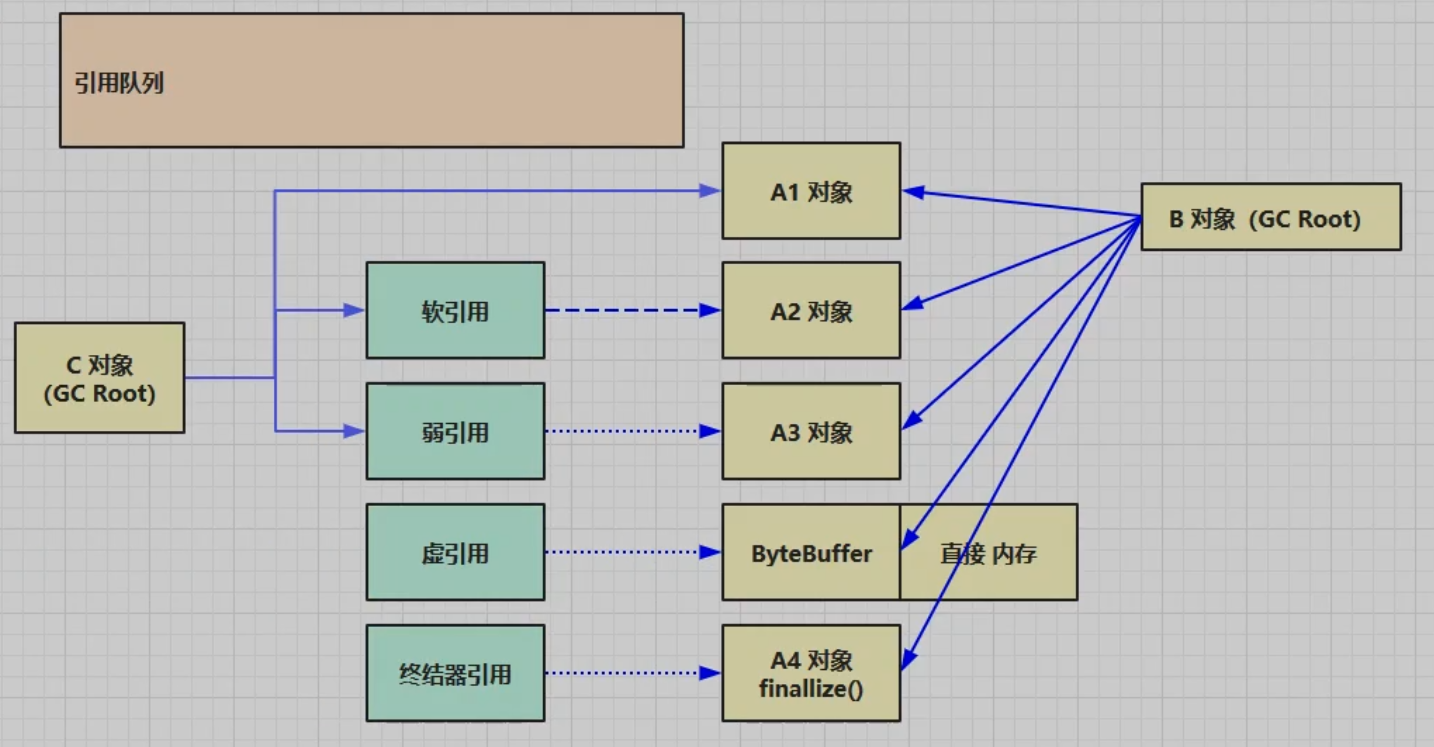 引用队列
A1 对象
B 对象（GC Root）
软引用
A2 对象
C 对象
(GC Root)
弱引用
A3 对象
虚引用
ByteBuffer
直接 内存
终结器引用
A4 对象
finallize()